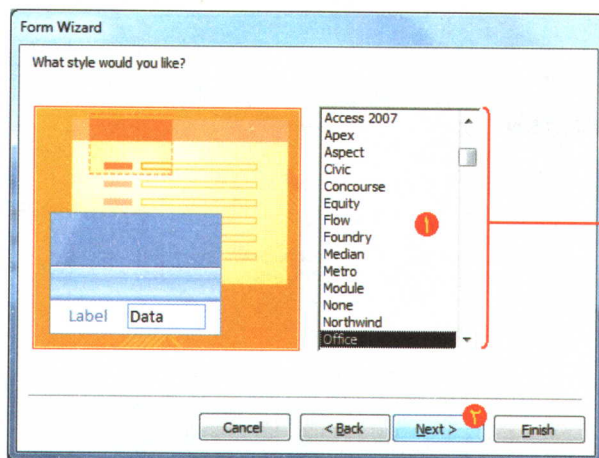 Form Wizard
What style would you like?
Access 2007
Apex
Aspect
Civic
Concourse
Equity
Flow
Foundry
Median
Metro
Module
None
Northwind
Office
١
Label Data
Cancel < Back Next > Finish
٢